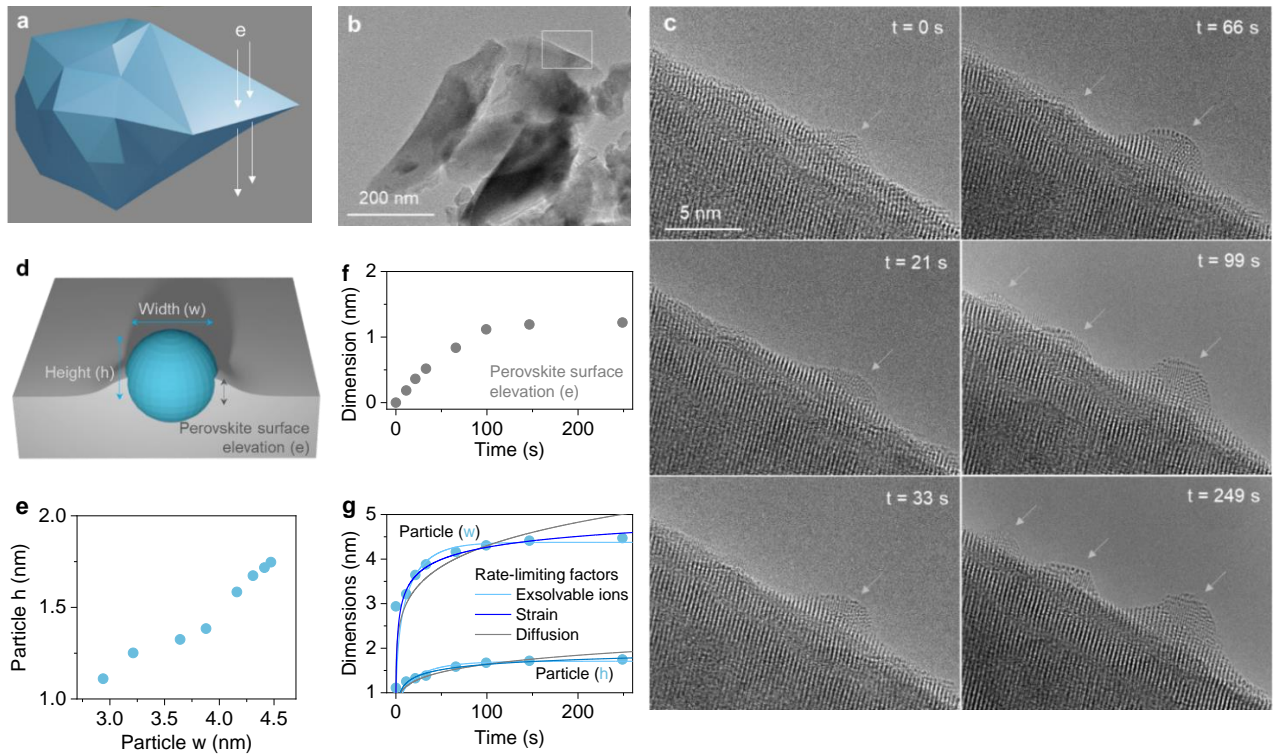 a
e
b
200 nm
c
t = 0 s
5 nm
t = 66 s
t = 21 s
t = 99 s
t = 33 s
t = 249 s
d
Width (w)
Height (h)
Perovskite surface
elevation (e)
f
2
1
0
Dimension (nm)
Perovskite surface
elevation (e)
0 100 200
Time (s)
e
2.0
1.5
1.0
Particle h (nm)
3.0 3.5 4.0 4.5
Particle w (nm)
g
5
4
3
2
1
Dimensions (nm)
Particle (w)
Rate-limiting factors
Exsolvable ions
Strain
Diffusion
Particle (h)
0 100 200
Time (s)